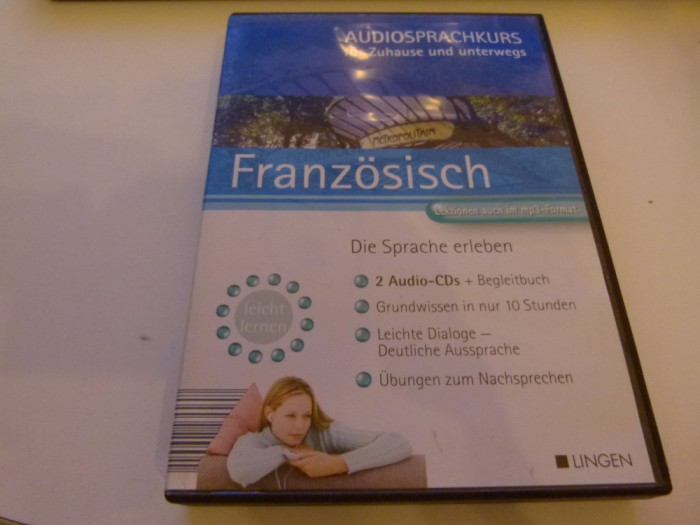 AUDIOSPRACHKURS
für Zuhause und unterwegs
METROPOLITAIN
Französisch
Lektionen auch im mp3-Format
Die Sprache erleben
2 Audio-CDs + Begleitbuch
Grundwissen in nur 10 Stunden
Leichte Dialoge –
Deutliche Aussprache
Übungen zum Nachsprechen
leicht
lernen
LINGEN